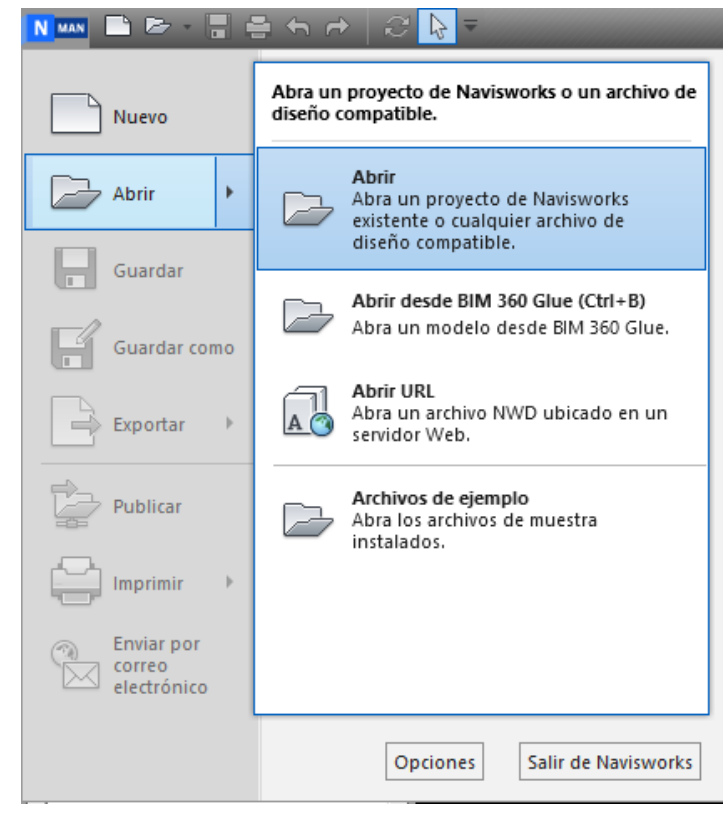 N MAN
Nuevo
Abrir
Guardar
Guardar como
Exportar
Publicar
Imprimir
Enviar por
correo
electrónico
Abra un proyecto de Navisworks o un archivo de
diseño compatible.
Abrir
Abra un proyecto de Navisworks
existente o cualquier archivo de
diseño compatible.
Abrir desde BIM 360 Glue (Ctrl+B)
Abra un modelo desde BIM 360 Glue.
A
Abrir URL
Abra un archivo NWD ubicado en un
servidor Web.
Archivos de ejemplo
Abra los archivos de muestra
instalados.
Opciones
Salir de Navisworks